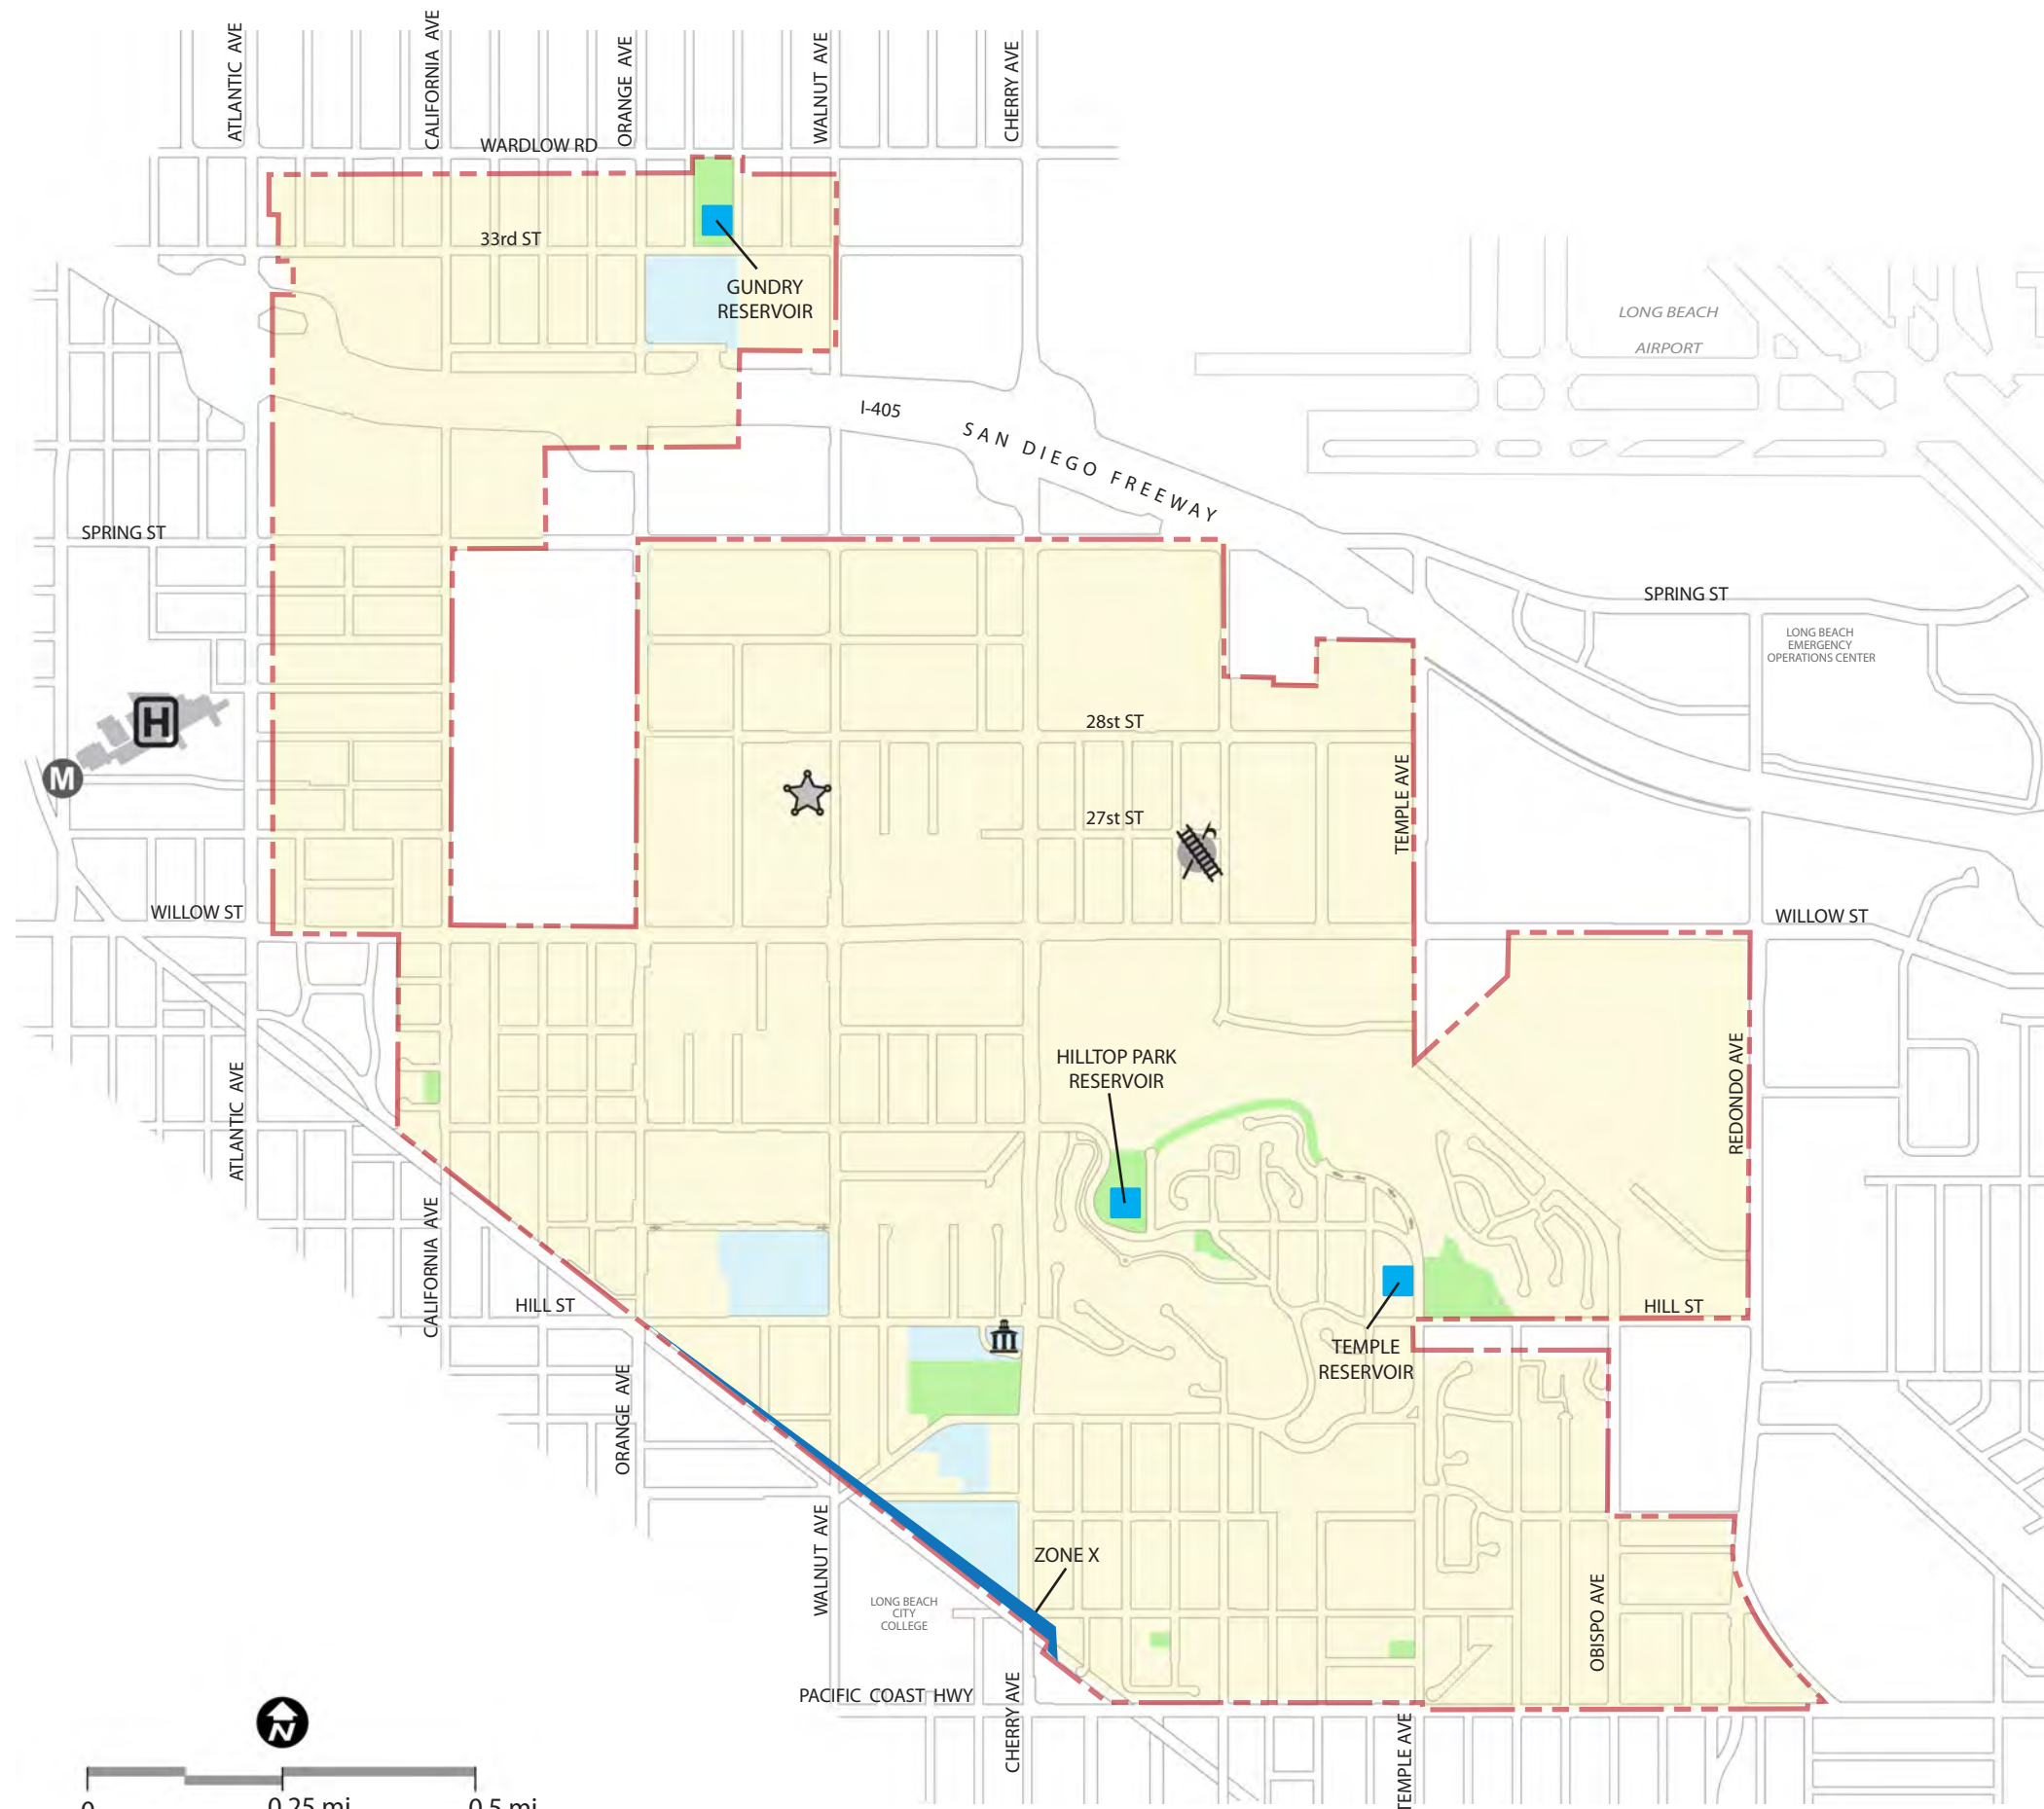 ATLANTIC AVE
CALIFORNIA AVE
ORANGE AVE
WALNUT AVE
CHERRY AVE
WARDLOW RD
33rd ST
GUNDRY
RESERVOIR
LONG BEACH
AIRPORT
I-405
SAN DIEGO FREEWAY
SPRING ST
SPRING ST
LONG BEACH
EMERGENCY
OPERATIONS CENTER
H
M
28st ST
27st ST
TEMPLE AVE
WILLOW ST
WILLOW ST
HILLTOP PARK
RESERVOIR
REDONDO AVE
ATLANTIC AVE
CALIFORNIA AVE
HILL ST
HILL ST
TEMPLE
RESERVOIR
ORANGE AVE
WALNUT AVE
ZONE X
LONG BEACH
CITY
COLLEGE
OBISPO AVE
PACIFIC COAST HWY
CHERRY AVE
TEMPLE AVE
N
0 0.25 mi 0.5 mi